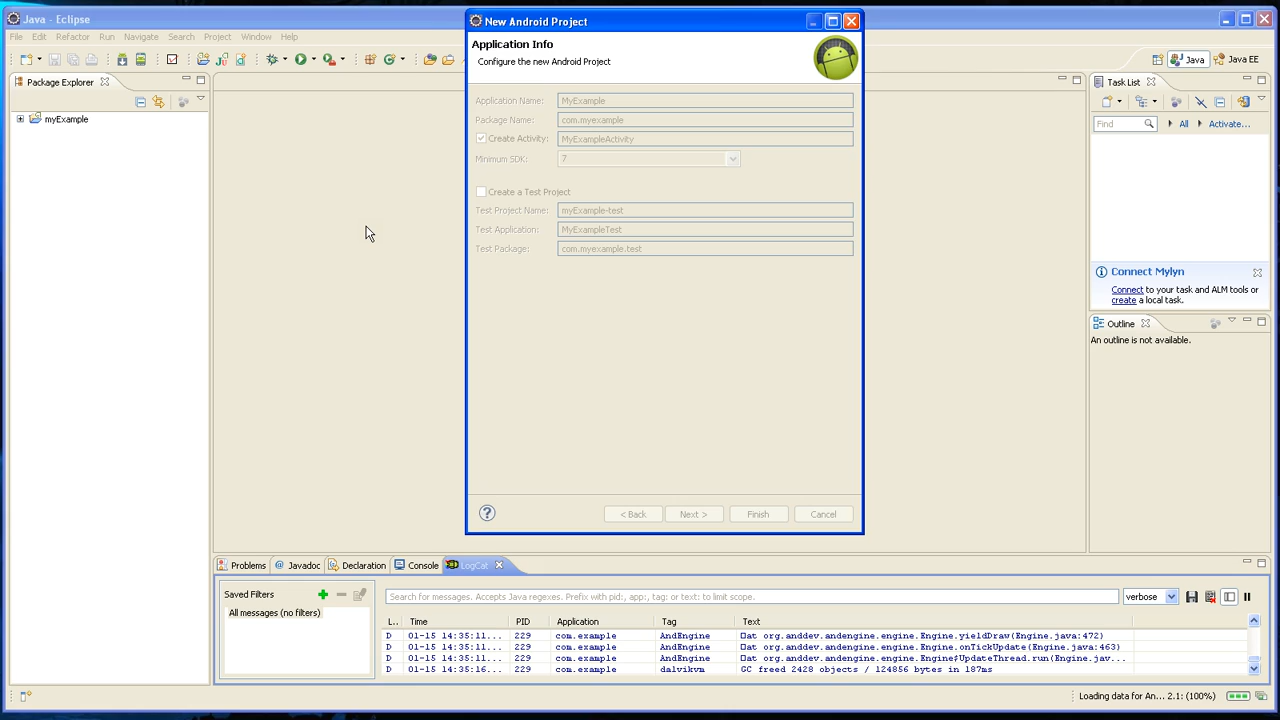 Java - Eclipse
File Edit Refactor Run Navigate Search Project Window Help
Java
Java EE
Package Explorer
myExample
New Android Project
Application Info
Configure the new Android Project
Application Name: MyExample
Package Name: com.myexample
Create Activity: MyExampleActivity
Minimum SDK: 7
Create a Test Project
Test Project Name: myExample-test
Test Application: MyExampleTest
Test Package: com.myexample.test
< Back Next > Finish Cancel
Task List
Find All Activate...
Connect Mylyn
Connect to your task and ALM tools or
create a local task.
Outline
An outline is not available.
Problems Javadoc Declaration Console LogCat
Saved Filters
All messages (no filters)
Search for messages. Accepts Java regexes. Prefix with pid:, app:, tag: or text: to limit scope.
verbose
L.. Time PID Application Tag Text
D 01-15 14:35:11.... 229 com.example AndEngine at org.anddev.andengine.engine.Engine.yieldDraw(Engine.java:472)
D 01-15 14:35:11.... 229 com.example AndEngine at org.anddev.andengine.engine.Engine.onTickUpdate(Engine.java:463)
D 01-15 14:35:11.... 229 com.example AndEngine at org.anddev.andengine.engine.Engine$UpdateThread.run(Engine.jav...
D 01-15 14:35:16.... 229 com.example dalvikvm GC freed 2428 objects / 124856 bytes in 187ms
Loading data for An... 2.1: (100%)